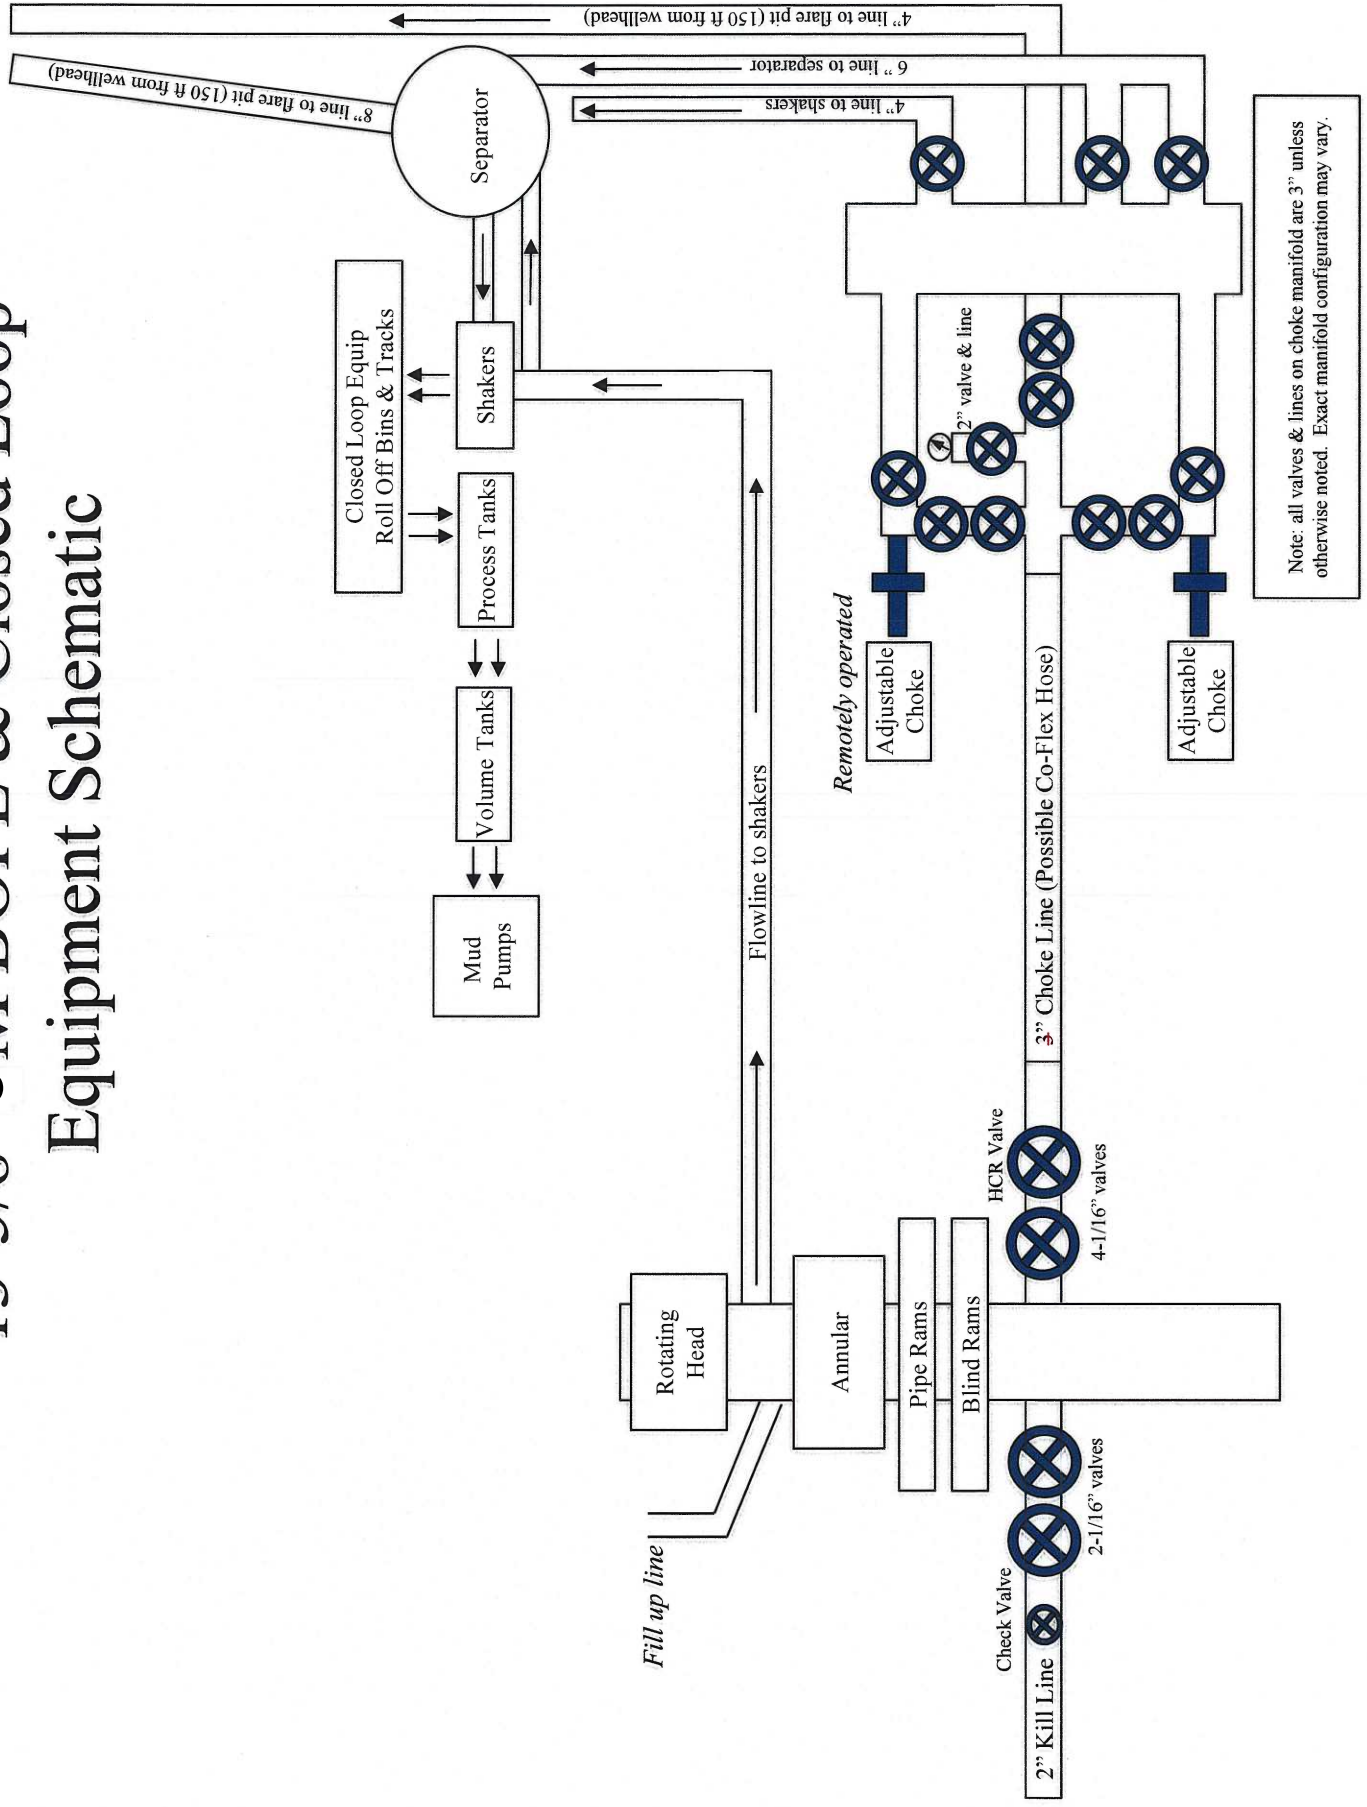 Equipment Schematic
4” line to flare pit (150 ft from wellhead)
8” line to flare pit (150 ft from wellhead)
6” line to separator
4” line to shakers
Separator
Closed Loop Equip
Roll Off Bins & Tracks
Shakers
Process Tanks
Volume Tanks
Mud
Pumps
Flowline to shakers
Fill up line
Rotating
Head
Annular
Pipe Rams
Blind Rams
2” Kill Line
Check Valve
2-1/16” valves
HCR Valve
4-1/16” valves
3” Choke Line (Possible Co-Flex Hose)
Remotely operated
Adjustable
Choke
2” valve & line
Adjustable
Choke
Note: all valves & lines on choke manifold are 3” unless
otherwise noted. Exact manifold configuration may vary.